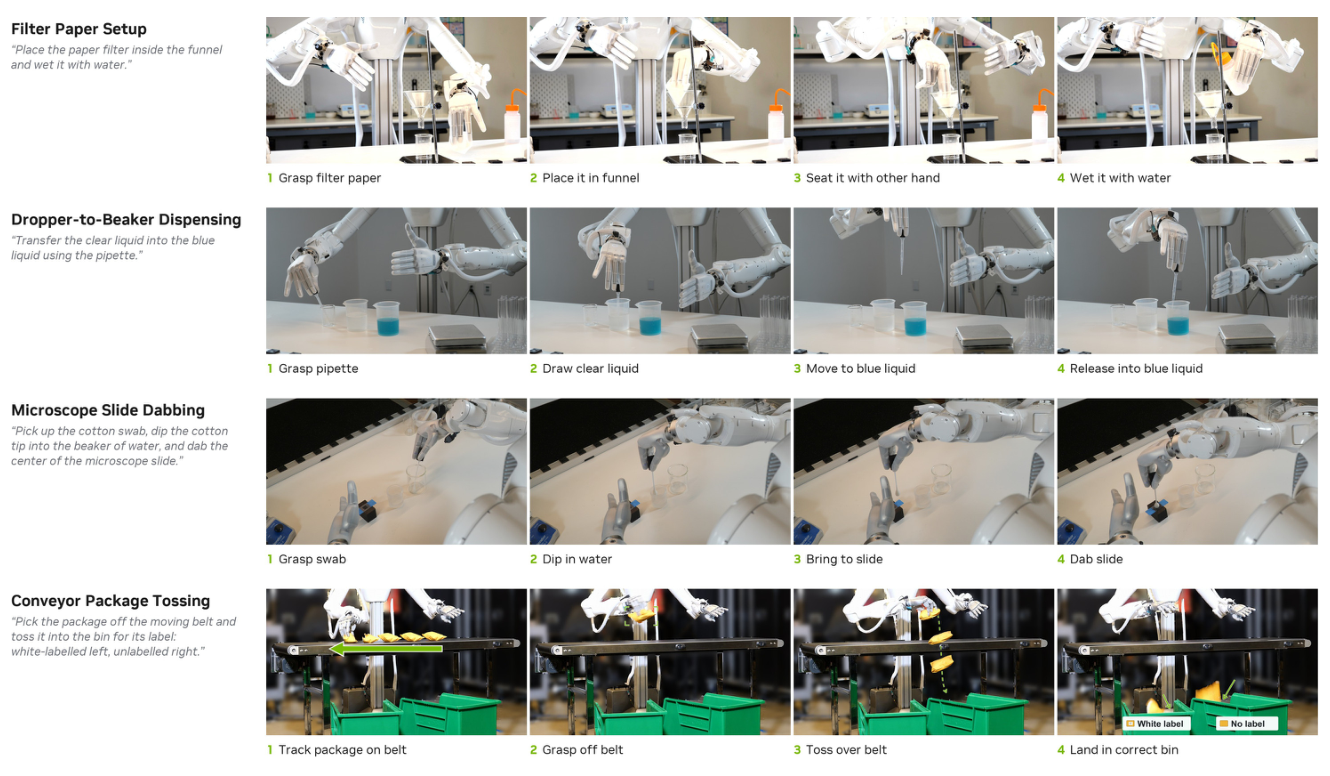 Filter Paper Setup
“Place the paper filter inside the funnel
and wet it with water.”
1 Grasp filter paper
2 Place it in funnel
3 Seat it with other hand
4 Wet it with water
Dropper-to-Beaker Dispensing
“Transfer the clear liquid into the blue
liquid using the pipette.”
1 Grasp pipette
2 Draw clear liquid
3 Move to blue liquid
4 Release into blue liquid
Microscope Slide Dabbing
“Pick up the cotton swab, dip the cotton
tip into the beaker of water, and dab the
center of the microscope slide.”
1 Grasp swab
2 Dip in water
3 Bring to slide
4 Dab slide
Conveyor Package Tossing
“Pick the package off the moving belt and
toss it into the bin for its label:
white-labelled left, unlabelled right.”
White label
No label
1 Track package on belt
2 Grasp off belt
3 Toss over belt
4 Land in correct bin